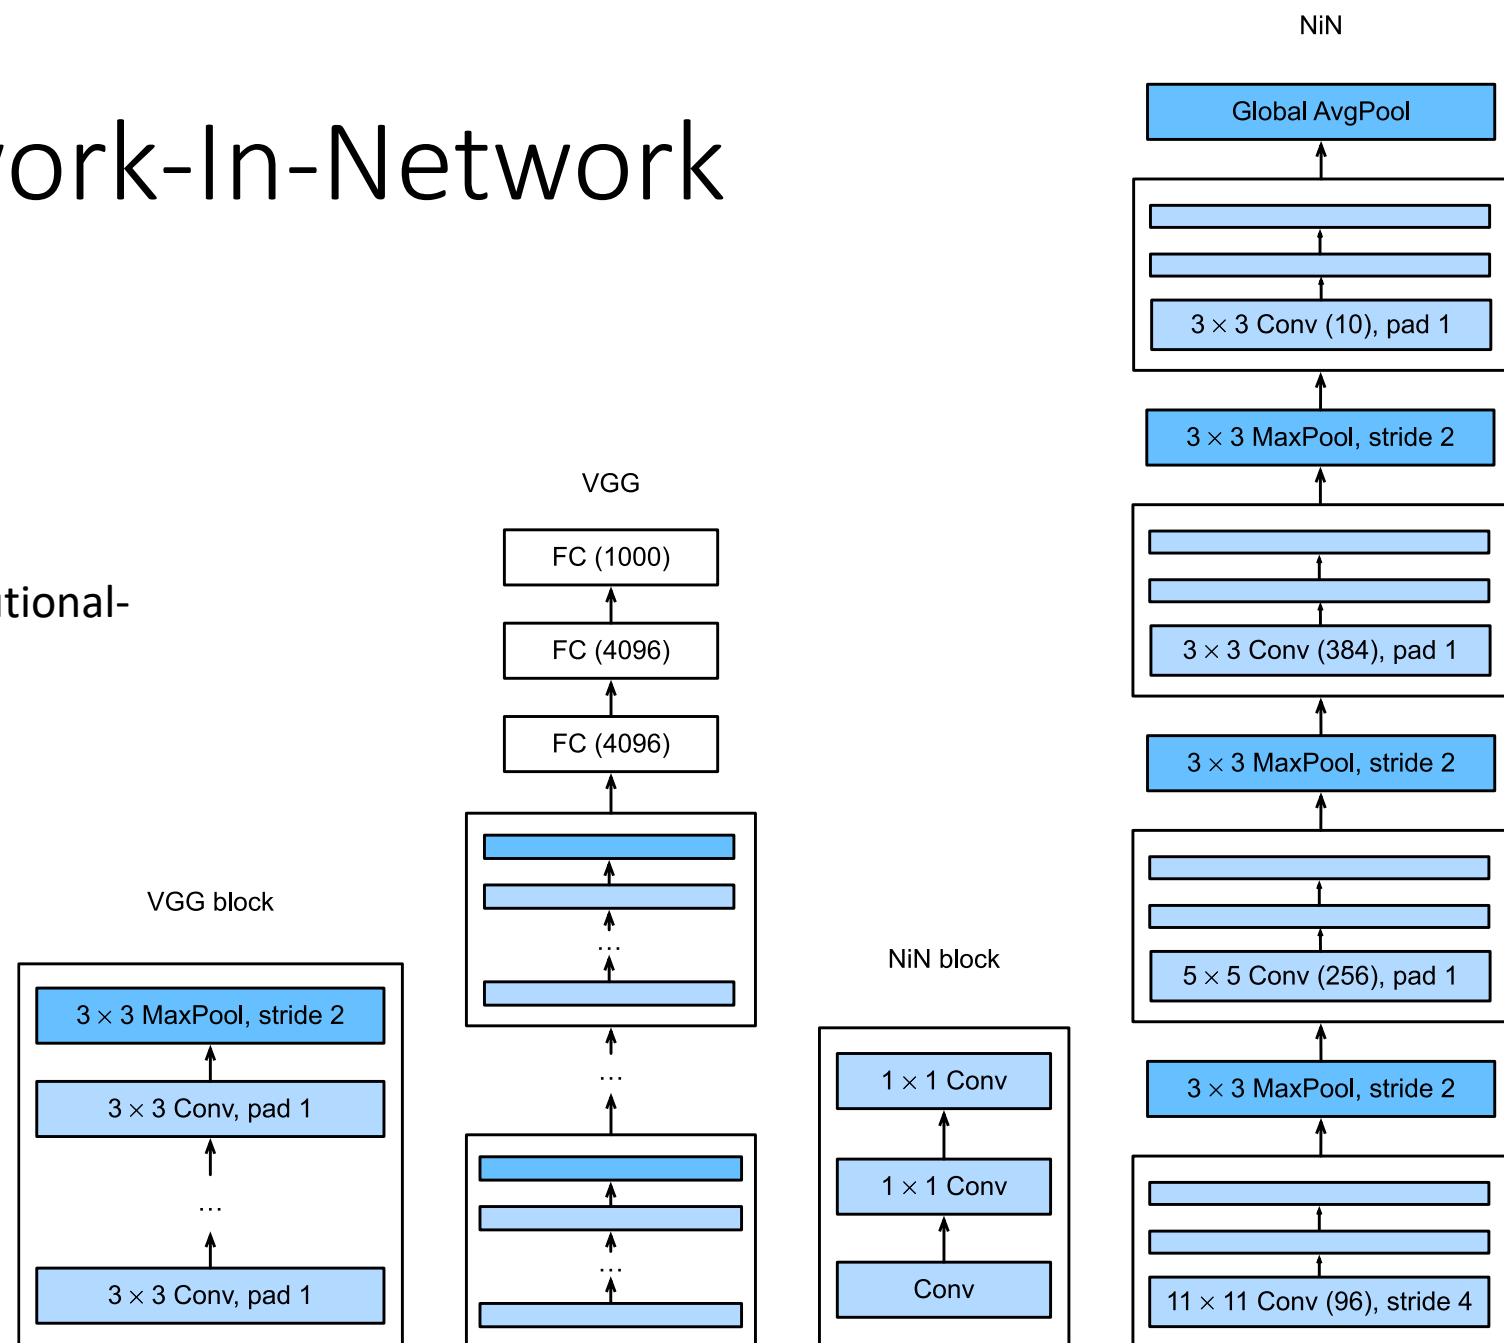 ork-In-Network
tional-
VGG block
3 × 3 MaxPool, stride 2
3 × 3 Conv, pad 1
...
3 × 3 Conv, pad 1
VGG
FC (1000)
FC (4096)
FC (4096)
...
...
...
NiN block
1 × 1 Conv
1 × 1 Conv
Conv
NiN
Global AvgPool
3 × 3 Conv (10), pad 1
3 × 3 MaxPool, stride 2
3 × 3 Conv (384), pad 1
3 × 3 MaxPool, stride 2
5 × 5 Conv (256), pad 1
3 × 3 MaxPool, stride 2
11 × 11 Conv (96), stride 4